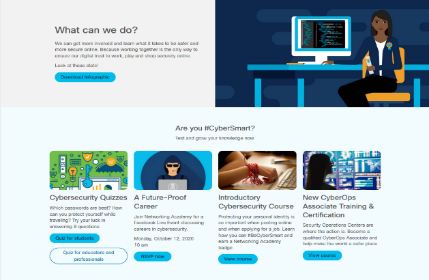 What can we do?
We can get more involved and learn what it takes to be safer and
more secure online. Because working together is the only way to
ensure our digital trust to work, play and shop securely online.
Look at these stats!
Download Infographic
Are you #CyberSmart?
Test and grow your knowledge now.
Cybersecurity Quizzes
Which passwords are best? How
can you protect yourself while
traveling? Try your luck in
answering 8 questions
Quiz for students
Quiz for educators and
professionals
A Future-Proof
Career
Join Networking Academy for a
Facebook Live event discussing
careers in cybersecurity.
Monday, October 12, 2020
10 am
RSVP now
Introductory
Cybersecurity Course
Protecting your personal identity is
as important when posting online
and when applying for a job. Learn
how you can #BeCyberSmart and
earn a Networking Academy
badge.
View course
New CyberOps
Associate Training &
Certification
Security Operations Centers are
where the action is. Become a
qualified CyberOps Associate and
help make the world a safer place
View course